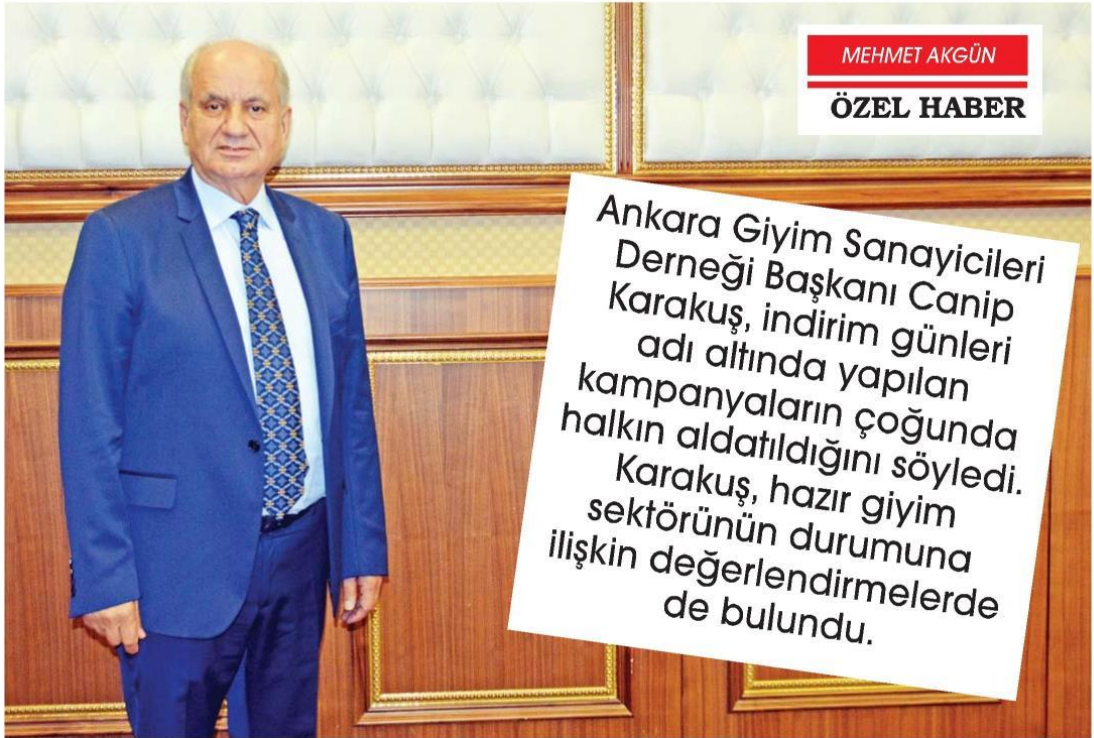 MEHMET AKGÜN
ÖZEL HABER
Ankara Giyim Sanayicileri
Derneği Başkanı Canip
Karakuş, indirim günleri
adı altında yapılan
kampanyaların çoğunda
halkın aldatıldığını söyledi.
Karakuş, hazır giyim
sektörünün durumuna
ilişkin değerlendirmelerde
de bulundu.